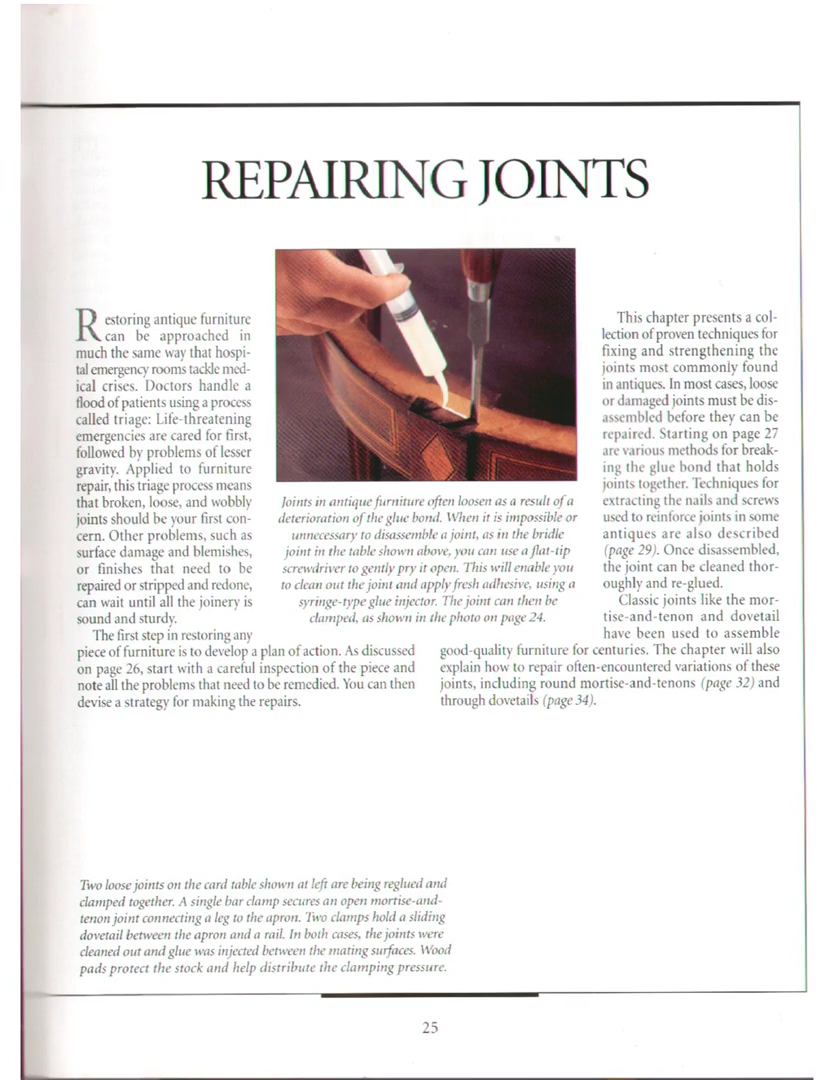 REPAIRING JOINTS
Restoring antique furniture
can be approached in
much the same way that hospi-
tal emergency rooms tackle med-
ical crises. Doctors handle a
flood of patients using a process
called triage: Life-threatening
emergencies are cared for first,
followed by problems of lesser
gravity. Applied to furniture
repair, this triage process means
that broken, loose, and wobbly
joints should be your first con-
cern. Other problems, such as
surface damage and blemishes,
or finishes that need to be
repaired or stripped and redone,
can wait until all the joinery is
sound and sturdy.
The first step in restoring any
piece of furniture is to develop a plan of action. As discussed
on page 26, start with a careful inspection of the piece and
note all the problems that need to be remedied. You can then
devise a strategy for making the repairs.
Joints in antique furniture often loosen as a result of a
deterioration of the glue bond. When it is impossible or
unnecessary to disassemble a joint, as in the bridle
joint in the table shown above, you can use a flat-tip
screwdriver to gently pry it open. This will enable you
to clean out the joint and apply fresh adhesive, using a
syringe-type glue injector. The joint can then be
clamped, as shown in the photo on page 24.
This chapter presents a col-
lection of proven techniques for
fixing and strengthening the
joints most commonly found
in antiques. In most cases, loose
or damaged joints must be dis-
assembled before they can be
repaired. Starting on page 27
are various methods for break-
ing the glue bond that holds
joints together. Techniques for
extracting the nails and screws
used to reinforce joints in some
antiques are also described
(page 29). Once disassembled,
the joint can be cleaned thor-
oughly and re-glued.
Classic joints like the mor-
tise-and-tenon and dovetail
have been used to assemble
good-quality furniture for centuries. The chapter will also
explain how to repair often-encountered variations of these
joints, including round mortise-and-tenons (page 32) and
through dovetails (page 34).
Two loose joints on the card table shown at left are being reglued and
clamped together. A single bar clamp secures an open mortise-and-
tenon joint connecting a leg to the apron. Two clamps hold a sliding
dovetail between the apron and a rail. In both cases, the joints were
cleaned out and glue was injected between the mating surfaces. Wood
pads protect the stock and help distribute the clamping pressure.
25